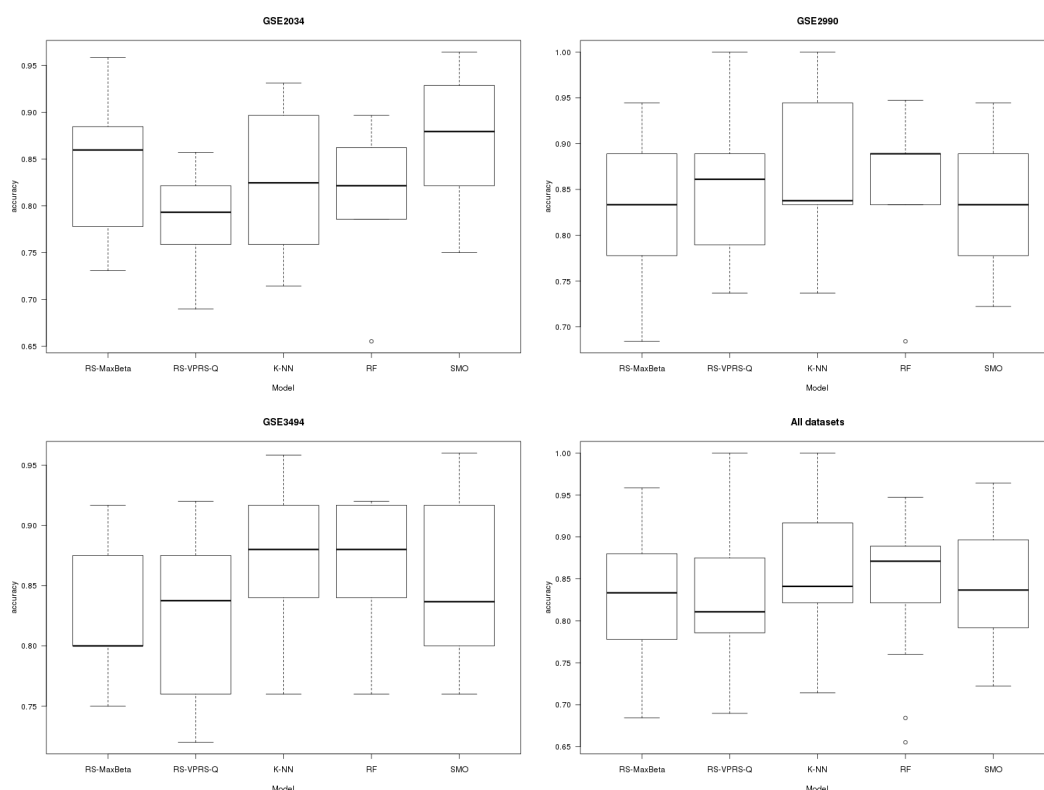 GSE2034
accuracy
0.95
0.90
0.85
0.80
0.75
0.70
0.65
RS-MaxBeta RS-VPRS-Q K-NN RF SMO
Model
GSE2990
accuracy
1.00
0.95
0.90
0.85
0.80
0.75
0.70
RS-MaxBeta RS-VPRS-Q K-NN RF SMO
Model
GSE3494
accuracy
0.95
0.90
0.85
0.80
0.75
RS-MaxBeta RS-VPRS-Q K-NN RF SMO
Model
All datasets
accuracy
1.00
0.95
0.90
0.85
0.80
0.75
0.70
0.65
RS-MaxBeta RS-VPRS-Q K-NN RF SMO
Model